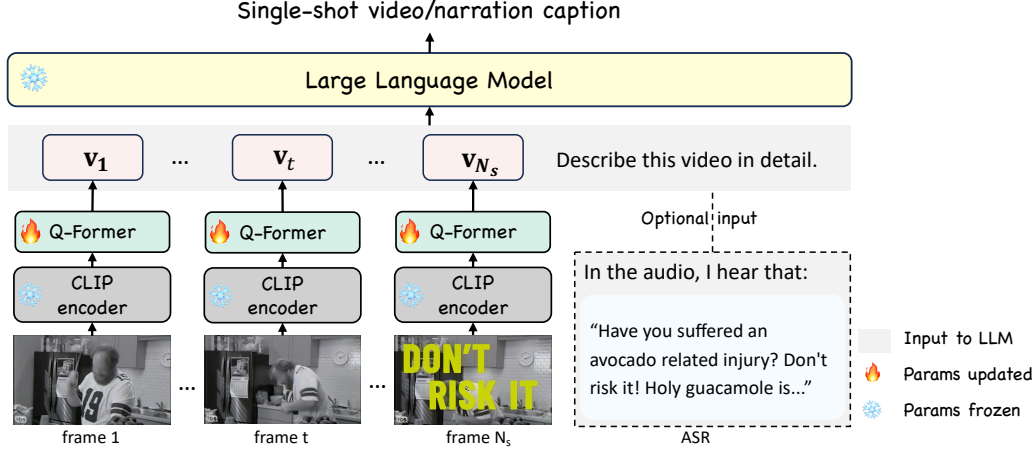 Single-shot video/narration caption
Large Language Model
v₁ ... vₜ ... v_Nₛ Describe this video in detail.
Optional input
Q-Former Q-Former Q-Former
In the audio, I hear that:
CLIP encoder
CLIP encoder
CLIP encoder
"Have you suffered an
avocado related injury? Don't
risk it! Holy guacamole is..."
19
... ...
DON'T
RISK IT
Input to LLM
Params updated
Params frozen
frame 1 frame t frame Nₛ ASR